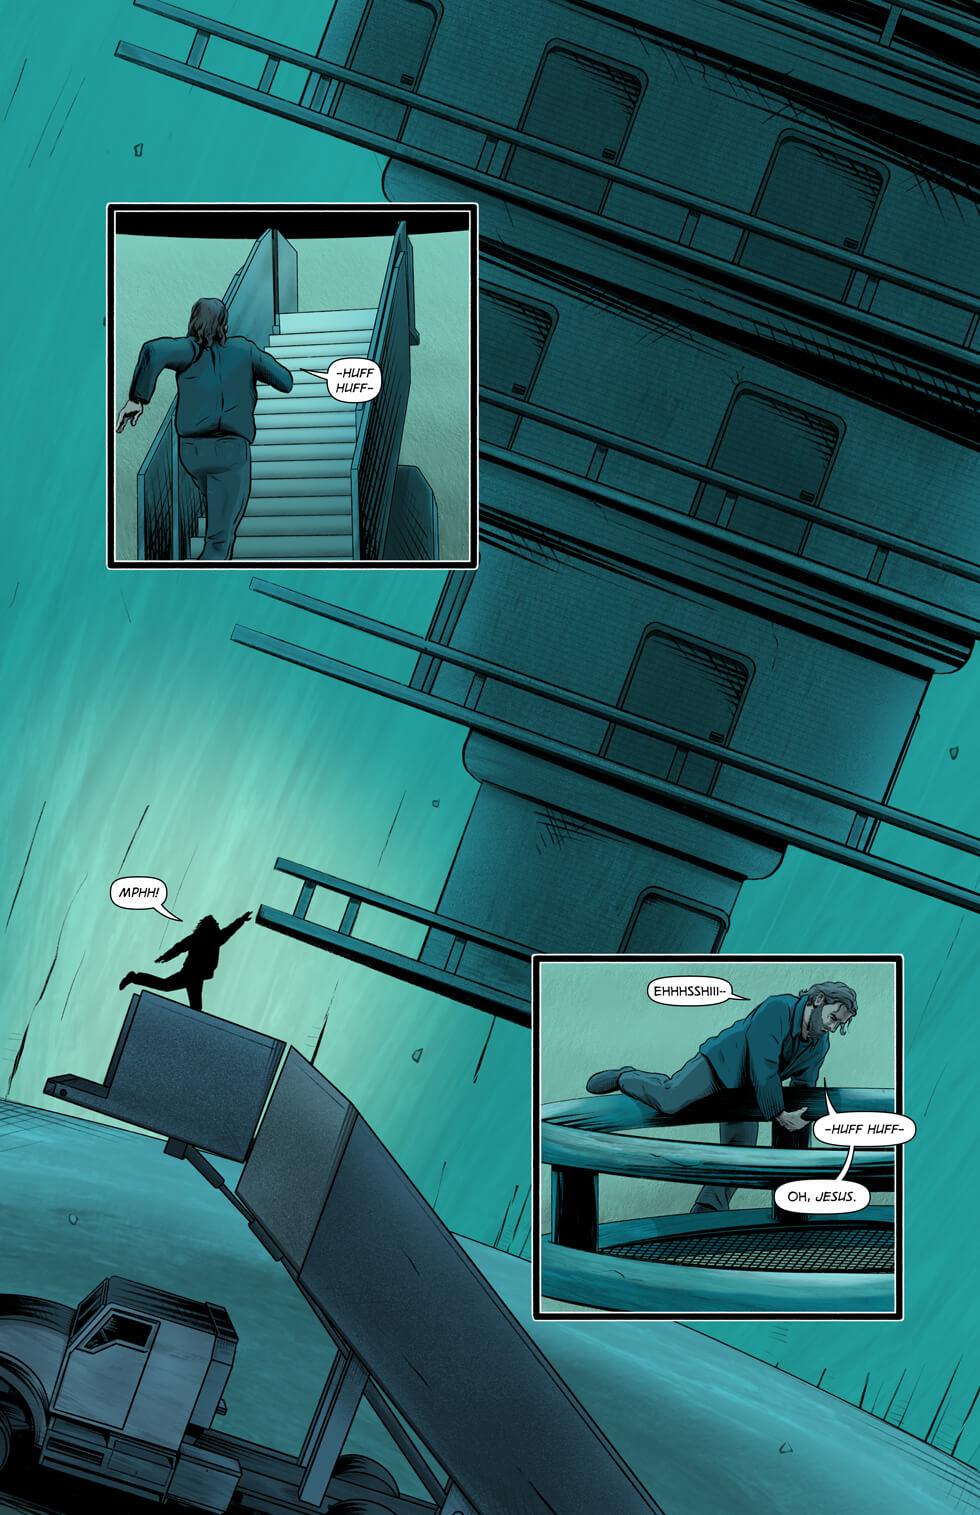 -HUFF
HUFF-
MPHH!
EHHHSSHIII--
-HUFF HUFF-
OH, JESUS.